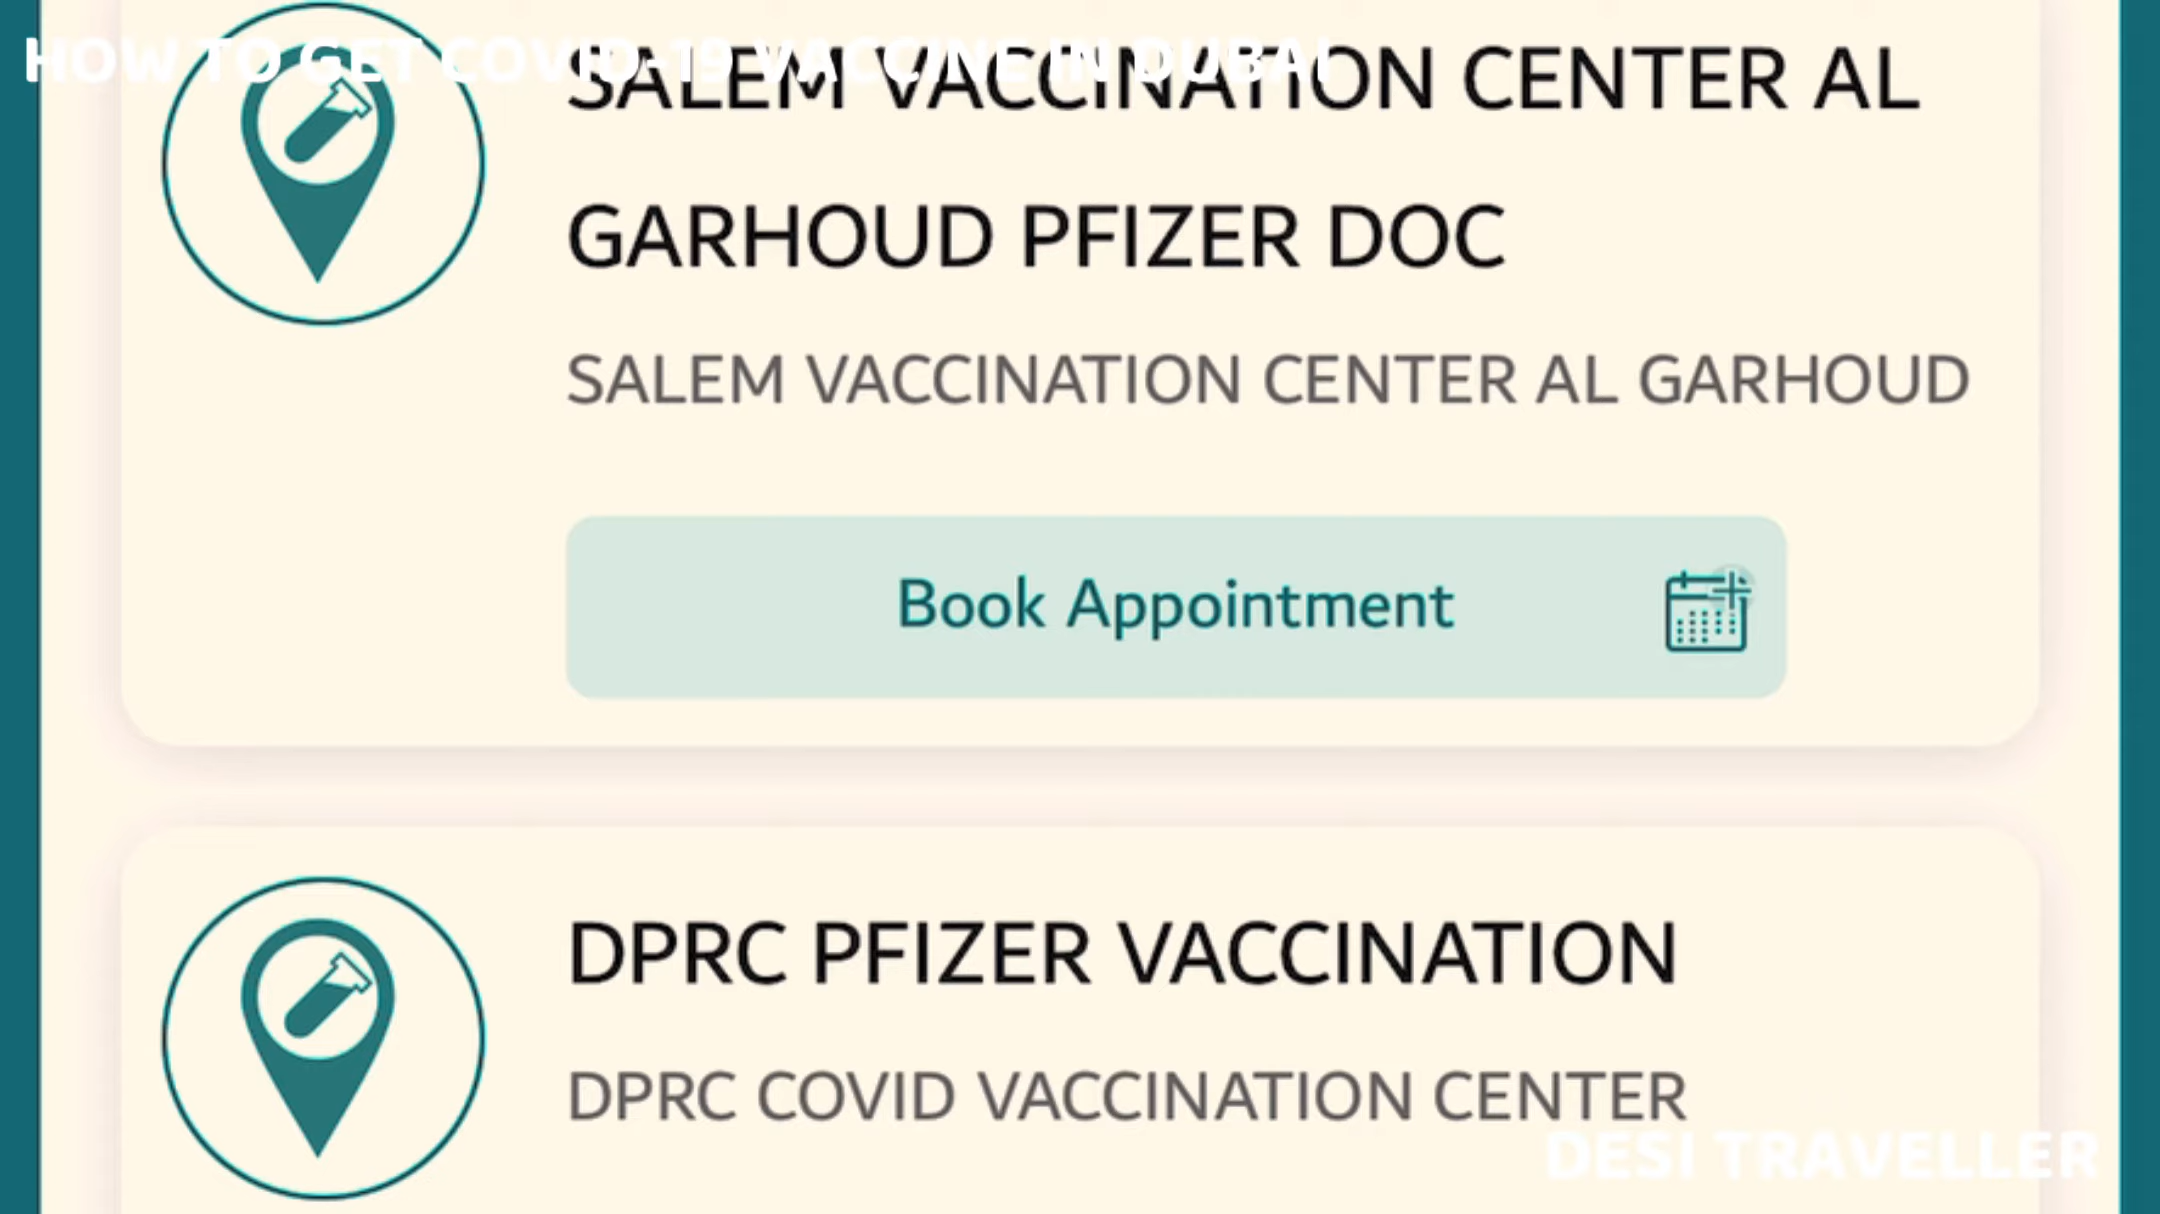 HOW TO GET COVID-19 VACCINE IN DUBAI
SALEM VACCINATION CENTER AL
GARHOUD PFIZER DOC
SALEM VACCINATION CENTER AL GARHOUD
Book Appointment
DPRC PFIZER VACCINATION
DPRC COVID VACCINATION CENTER
DESI TRAVELLER